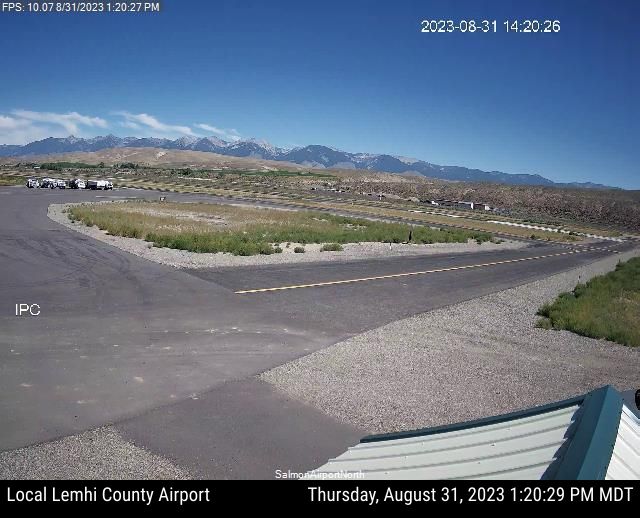 FPS: 10.07 8/31/2023 1:20:27 PM
2023-08-31 14:20:26
IPC
SalmonAirportNorth
Local Lemhi County Airport Thursday, August 31, 2023 1:20:29 PM MDT